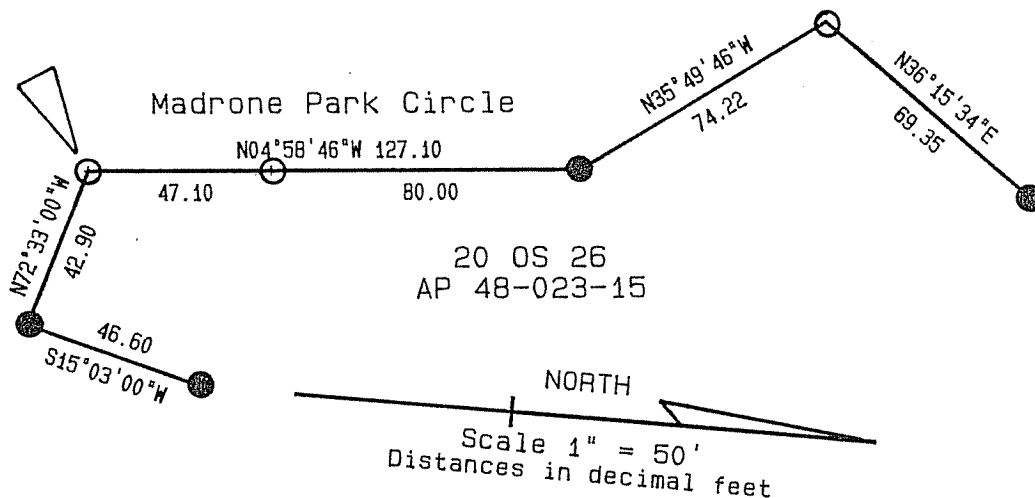 Madrone Park Circle
N04°58'46"W 127.10
47.10
80.00
N35°49'46"W
74.22
N36°15'34"E
69.35
N72°33'00"W
42.90
46.60
S15°03'00"W
20 OS 26
AP 48-023-15
NORTH
Scale 1" = 50'
Distances in decimal feet